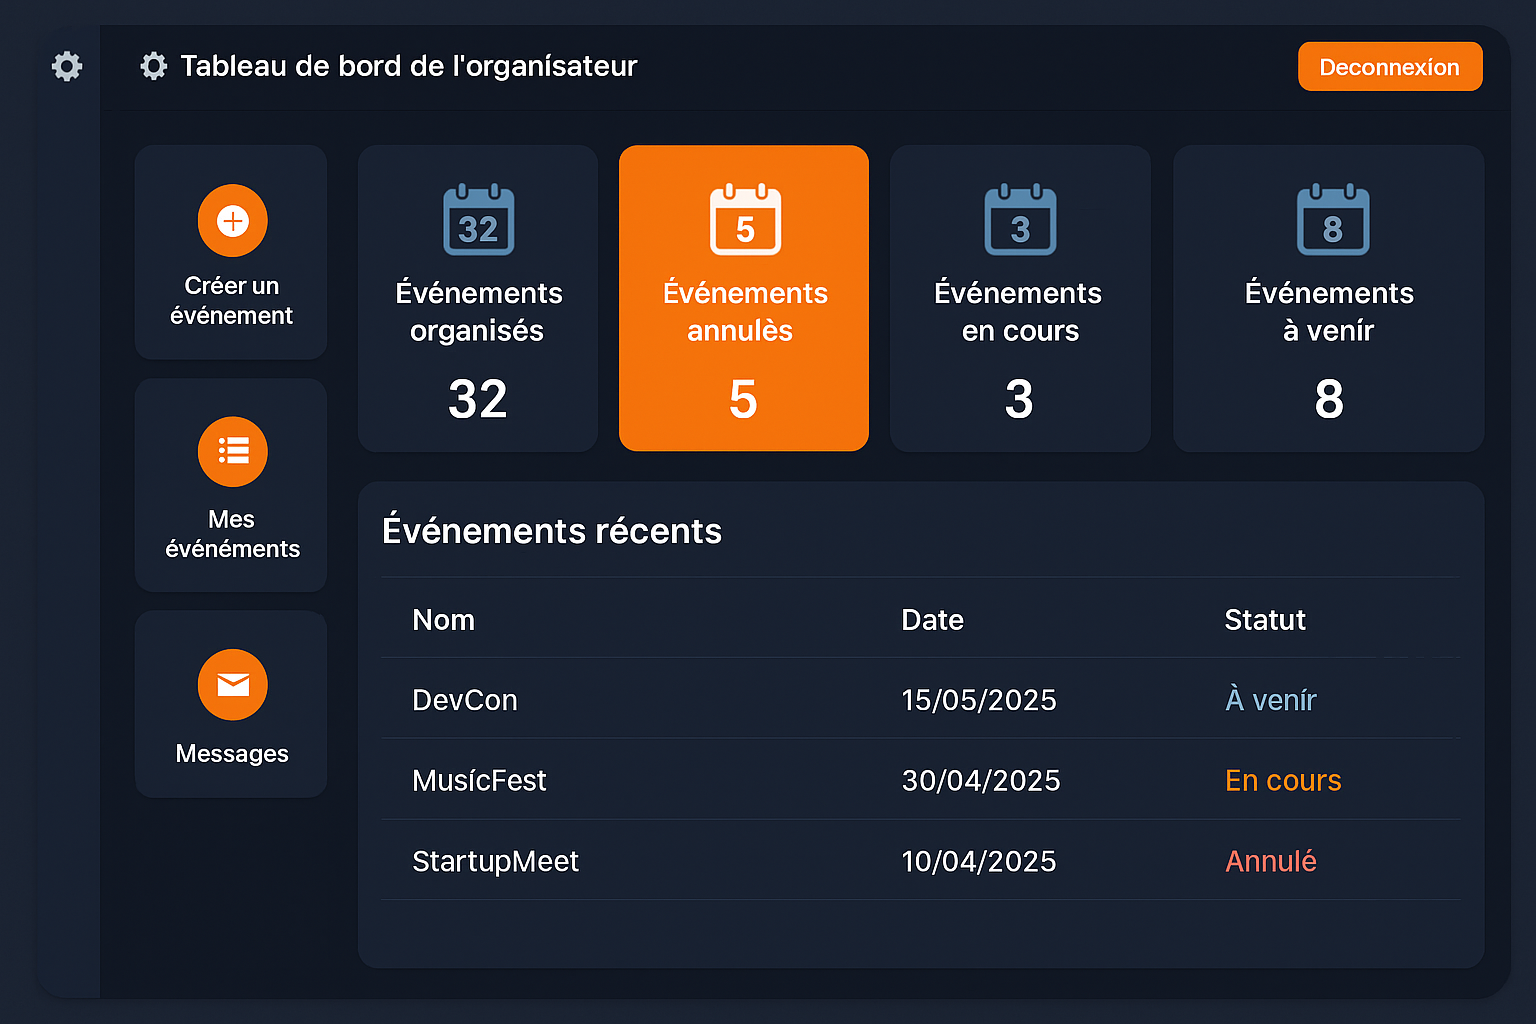 Tableau de bord de l'organísateur
Deconnexíon
Créer un
événement
32
Événements
organisés
32
5
Événements
annulès
5
3
Événements
en cours
3
8
Événements
à venír
8
Mes
événéments
Messages
Événements récents
Nom Date Statut
DevCon 15/05/2025 À venír
MusícFest 30/04/2025 En cours
StartupMeet 10/04/2025 Annulé